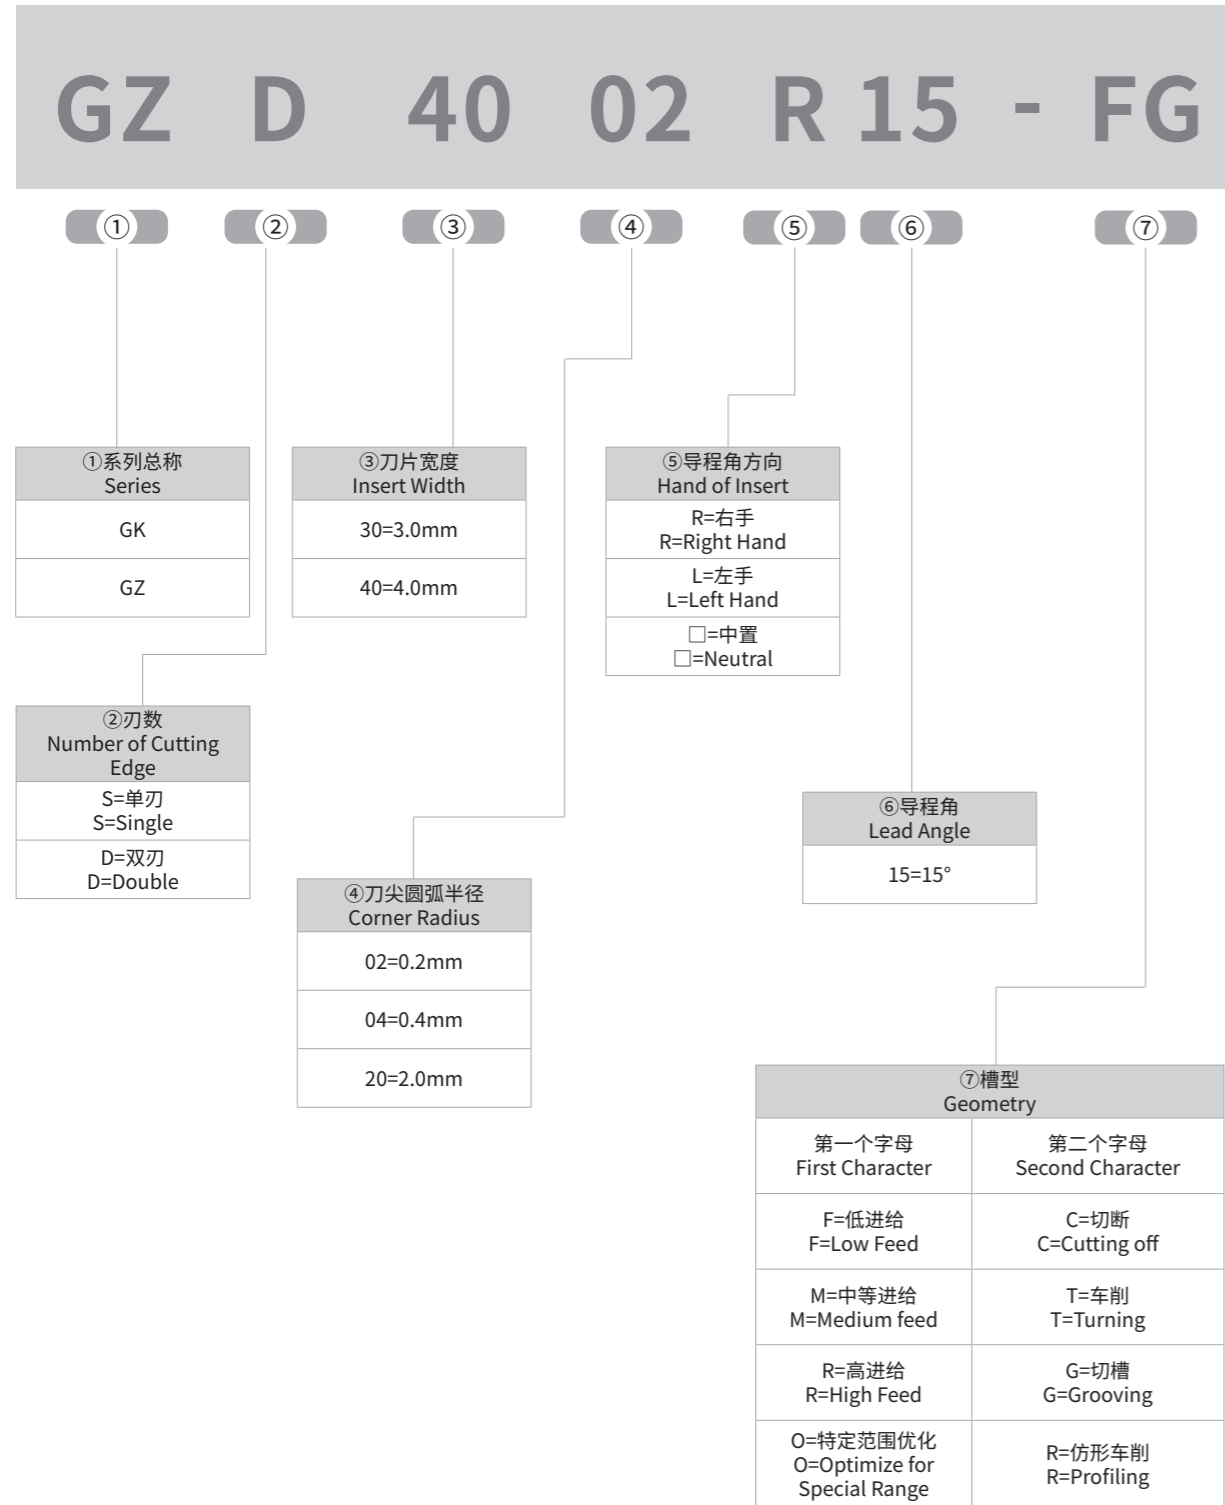 GZ D 40 02 R 15 - FG
① ② ③ ④ ⑤ ⑥ ⑦
①系列总称
Series
GK
GZ
②刃数
Number of Cutting
Edge
S=单刃
S=Single
D=双刃
D=Double
③刀片宽度
Insert Width
30=3.0mm
40=4.0mm
④刀尖圆弧半径
Corner Radius
02=0.2mm
04=0.4mm
20=2.0mm
⑤导程角方向
Hand of Insert
R=右手
R=Right Hand
L=左手
L=Left Hand
□=中置
□=Neutral
⑥导程角
Lead Angle
15=15°
⑦槽型
Geometry
第一个字母
First Character
第二个字母
Second Character
F=低进给
F=Low Feed
C=切断
C=Cutting off
M=中等进给
M=Medium feed
T=车削
T=Turning
R=高进给
R=High Feed
G=切槽
G=Grooving
O=特定范围优化
O=Optimize for
Special Range
R=仿形车削
R=Profiling